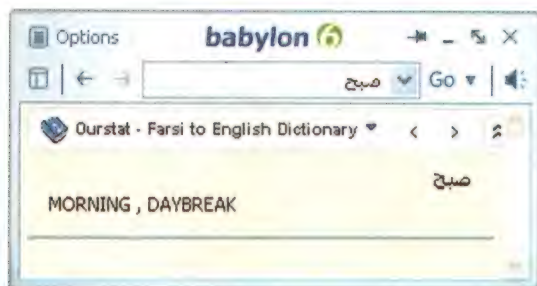 Options babylon 6
صبح Go
Ourstat - Farsi to English Dictionary
صبح
MORNING , DAYBREAK